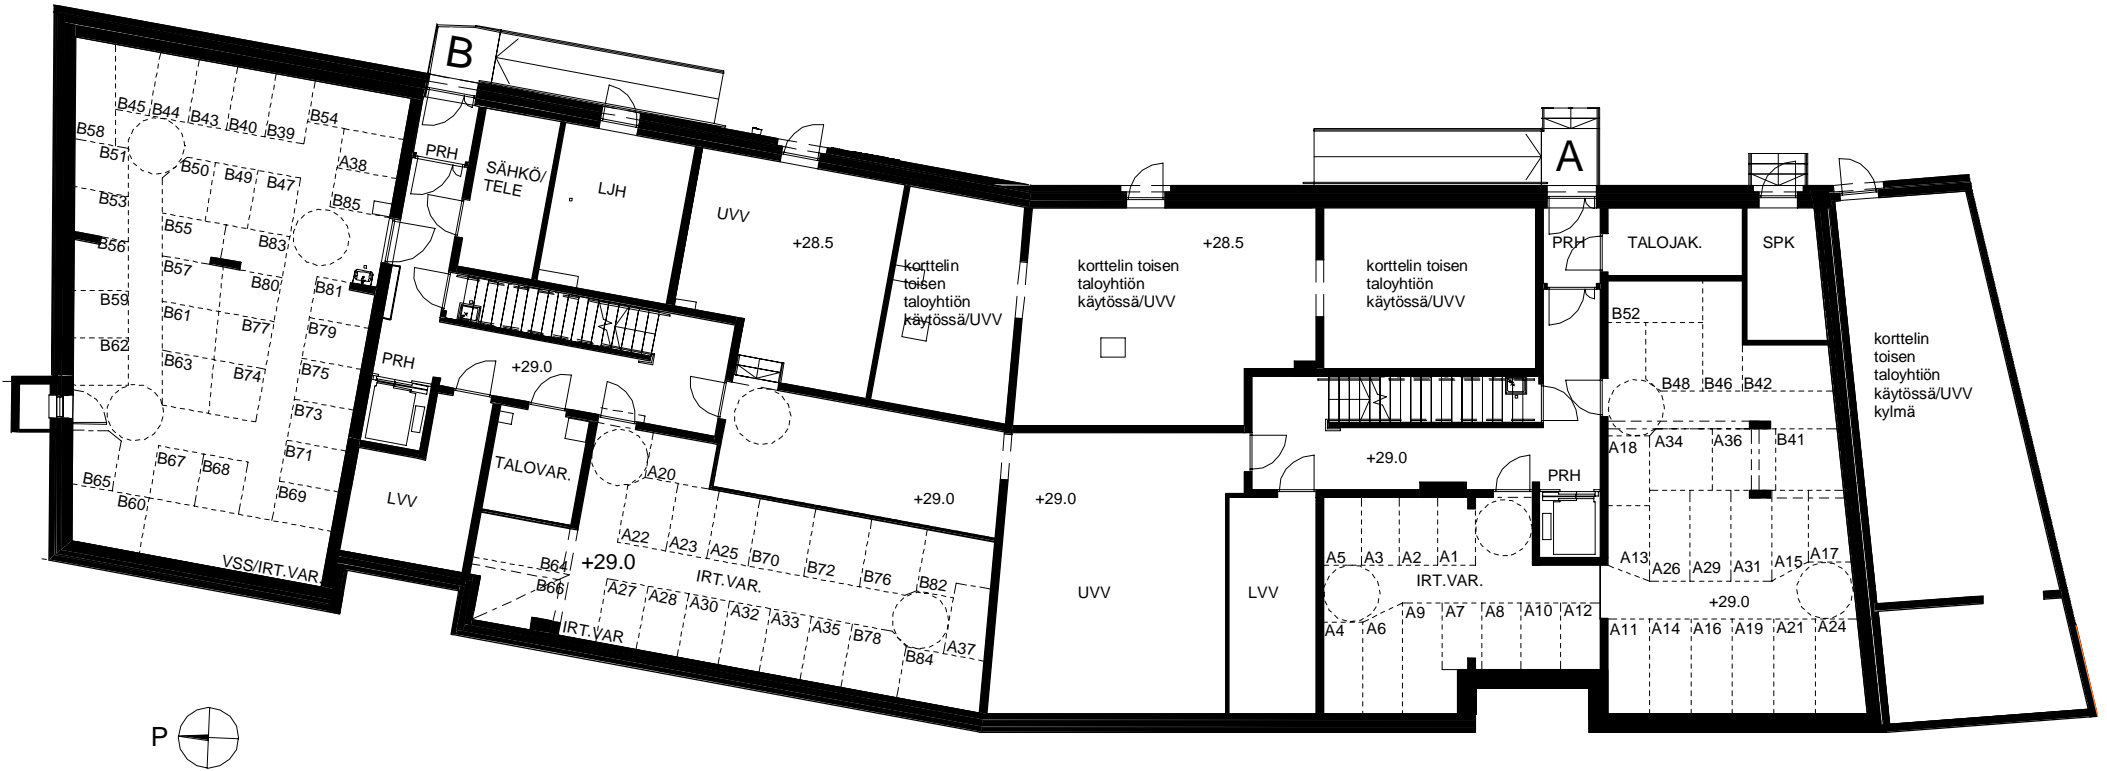 B
A
B45
B44
B43
B40
B39
B54
B58
B51
B50
B49
B47
A38
B85
B53
B55
B83
B56
B57
B80
B81
B59
B61
B77
B79
B62
B63
B74
B75
B73
B71
B69
B67
B68
B65
B60
VSS/IRT.VAR.
PRH
SÄHKÖ/
TELE
LJH
UVV
+28.5
korttelin
toisen
taloyhtiön
käytössä/UVV
korttelin toisen
taloyhtiön
käytössä/UVV
+28.5
korttelin toisen
taloyhtiön
käytössä/UVV
PRH
TALOJAK.
SPK
korttelin
toisen
taloyhtiön
käytössä/UVV
kylmä
PRH
+29.0
LVV
TALOVAR.
A20
A22
A23
A25
B70
B72
B76
B82
B64
B66
+29.0
IRT.VAR.
A27
A28
A30
A32
A33
A35
B78
B84
A37
IRT.VAR
+29.0
+29.0
UVV
LVV
+29.0
PRH
A5
A3
A2
A1
IRT.VAR.
A4
A6
A9
A7
A8
A10
A12
B52
B48
B46
B42
A18
A34
A36
B41
A13
A26
A29
A31
A15
A17
+29.0
A11
A14
A16
A19
A21
A24
P